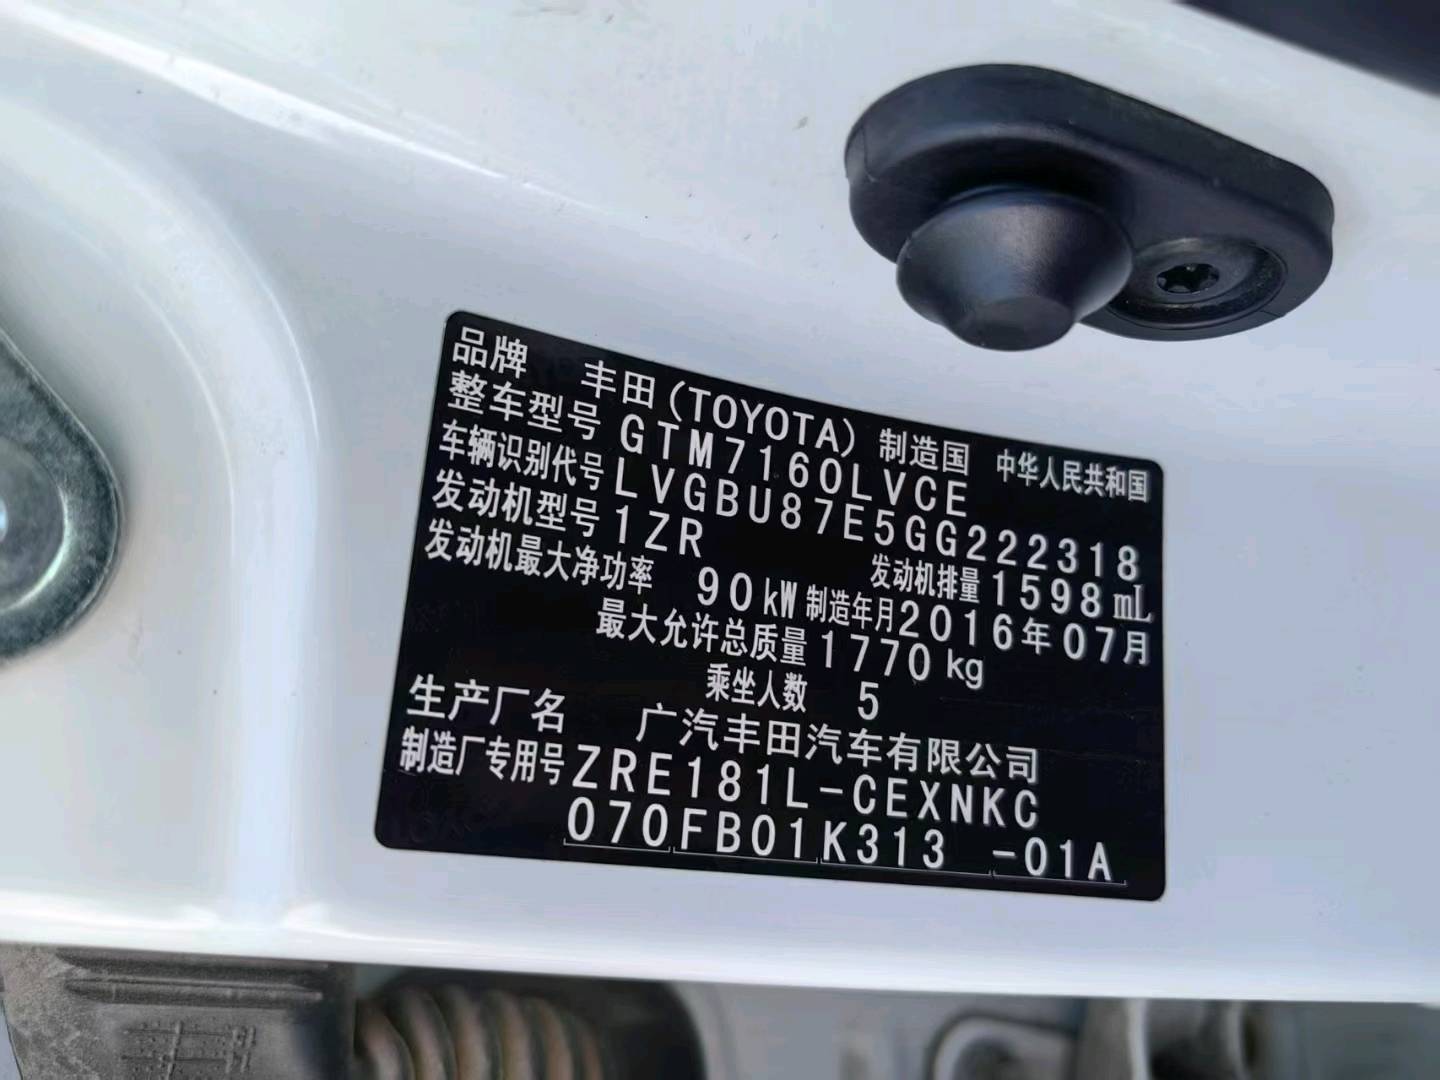 品牌 丰田(TOYOTA) 制造国 中华人民共和国
整车型号 GTM7160LVCE
车辆识别代号 LVGBU87E5GG222318
发动机型号 1ZR 发动机排量 1598mL
发动机最大净功率 90kW 制造年月 2016年07月
最大允许总质量 1770kg
乘坐人数 5
生产厂名 广汽丰田汽车有限公司
制造厂专用号 ZRE181L-CEXNKC
070FB01K313 -01A